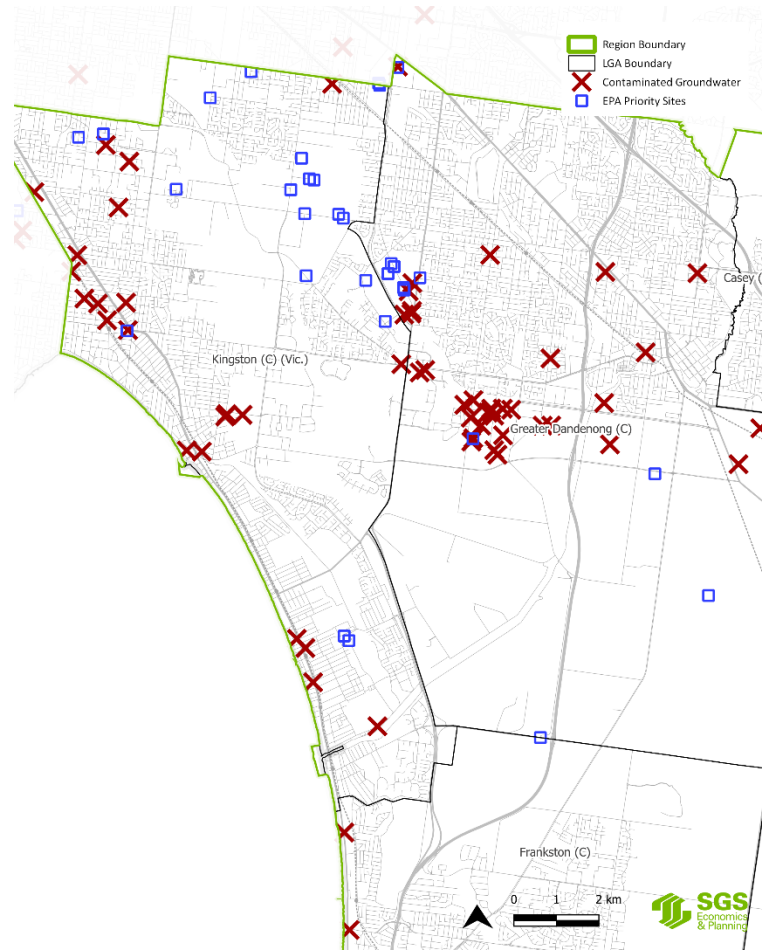 Region Boundary
LGA Boundary
Contaminated Groundwater
EPA Priority Sites
Casey (
Kingston (C) (Vic.)
Greater Dandenong (C)
Frankston (C)
0 1 2 km
SGS
Economics
& Planning